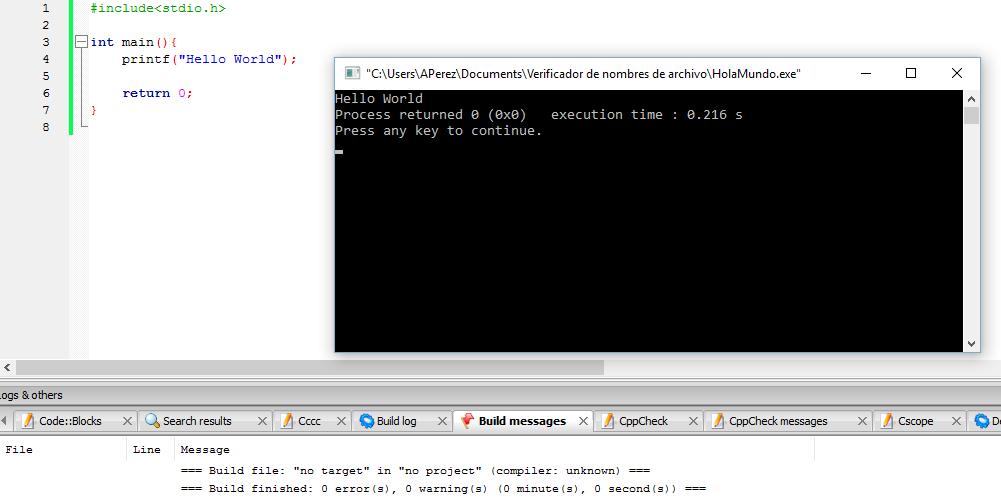 1 #include<stdio.h>
2
3 int main(){
4 printf("Hello World");
5
6 return 0;
7 }
8
"C:\Users\APerez\Documents\Verificador de nombres de archivo\HolaMundo.exe"
Hello World
Process returned 0 (0x0)   execution time : 0.216 s
Press any key to continue.
ogs & others
Code::Blocks Search results Cccc Build log Build messages CppCheck CppCheck messages Cscope
File Line Message
=== Build file: "no target" in "no project" (compiler: unknown) ===
=== Build finished: 0 error(s), 0 warning(s) (0 minute(s), 0 second(s)) ===